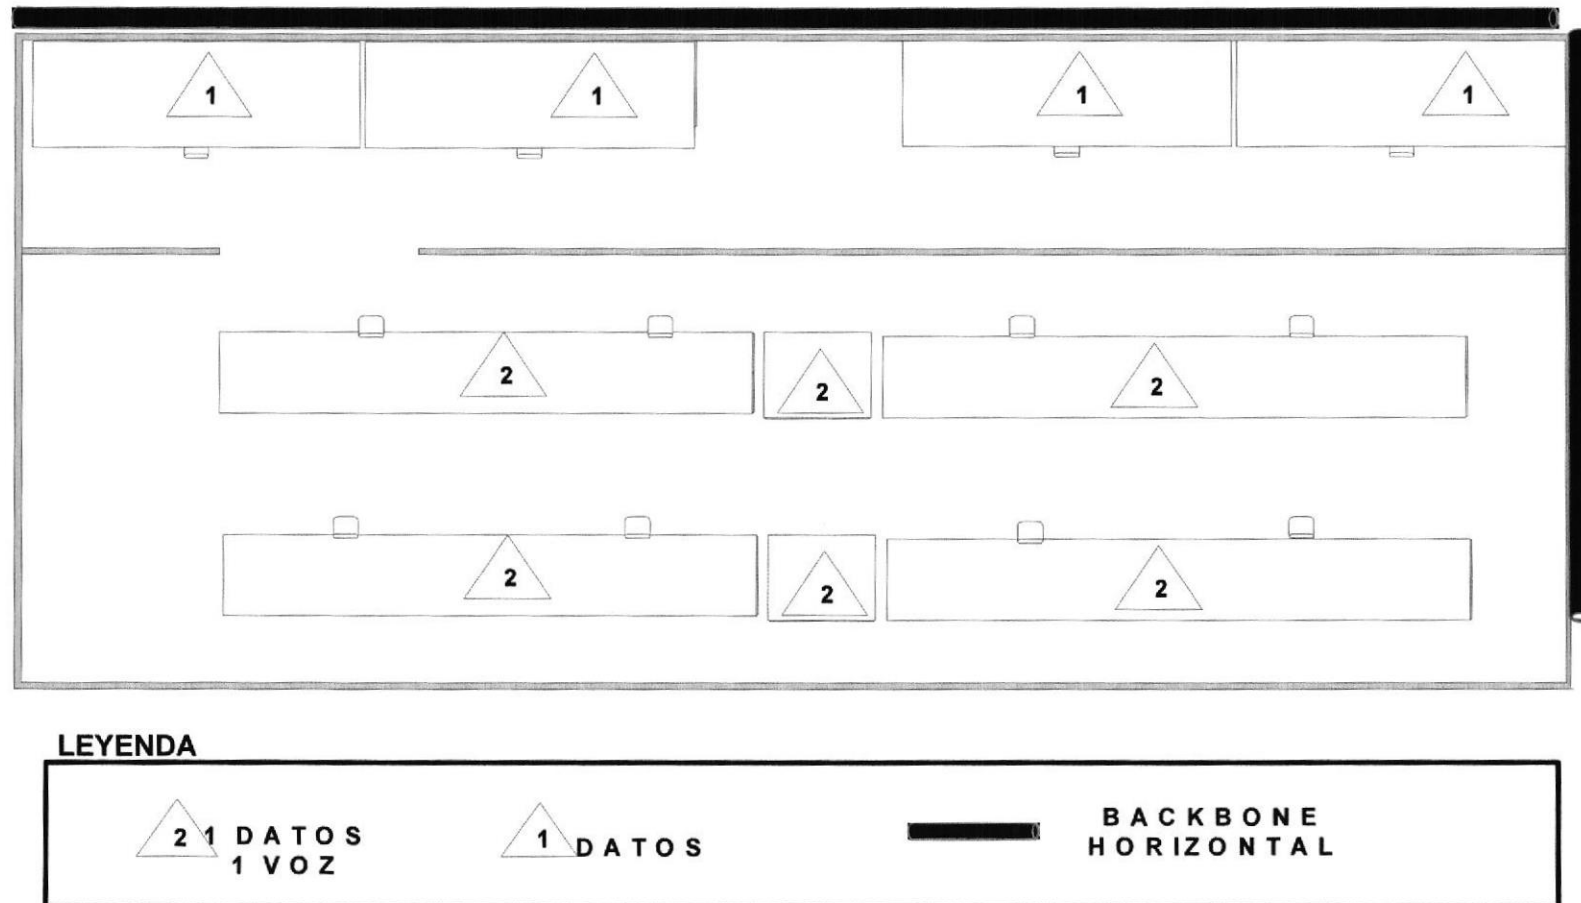 1 1 1 1
2 2 2
2 2 2
LEYENDA
2 1 DATOS
1 VOZ
1 DATOS
BACKBONE
HORIZONTAL